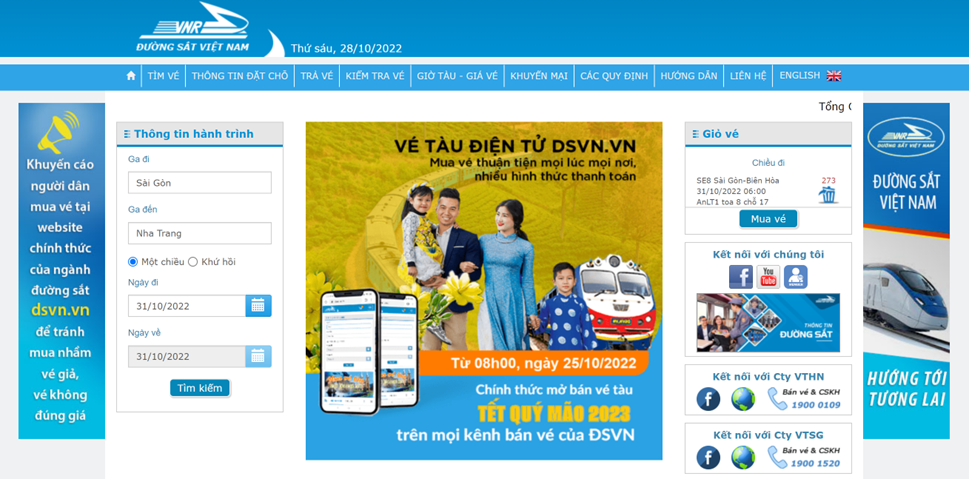 VNR
ĐƯỜNG SẮT VIỆT NAM
Thứ sáu, 28/10/2022
TÌM VÉ
THÔNG TIN ĐẶT CHỖ
TRẢ VÉ
KIỂM TRA VÉ
GIỜ TÀU - GIÁ VÉ
KHUYẾN MẠI
CÁC QUY ĐỊNH
HƯỚNG DẪN
LIÊN HỆ
ENGLISH
Khuyến cáo
người dân
mua vé tại
website
chính thức
của ngành
đường sắt
dsvn.vn
để tránh
mua nhầm
vé giả,
vé không
đúng giá
Thông tin hành trình
Ga đi
Sài Gòn
Ga đến
Nha Trang
Một chiều
Khứ hồi
Ngày đi
31/10/2022
Ngày về
31/10/2022
Tìm kiếm
VÉ TÀU ĐIỆN TỬ DSVN.VN
Mua vé thuận tiện mọi lúc mọi nơi,
nhiều hình thức thanh toán
Từ 08h00, ngày 25/10/2022
Chính thức mở bán vé tàu
TẾT QUÝ MÃO 2023
trên mọi kênh bán vé của ĐSVN
Tổng C
Giỏ vé
Chiều đi
SE8 Sài Gòn-Biên Hòa
273
31/10/2022 06:00
AnLT1 toa 8 chỗ 17
Mua vé
Kết nối với chúng tôi
You
Tube
THÔNG TIN
ĐƯỜNG SẮT
Kết nối với Cty VTHN
Bán vé & CSKH
1900 0109
Kết nối với Cty VTSG
Bán vé & CSKH
1900 1520
VNR
ĐƯỜNG SẮT
VIỆT NAM
HƯỚNG TỚI
TƯƠNG LAI